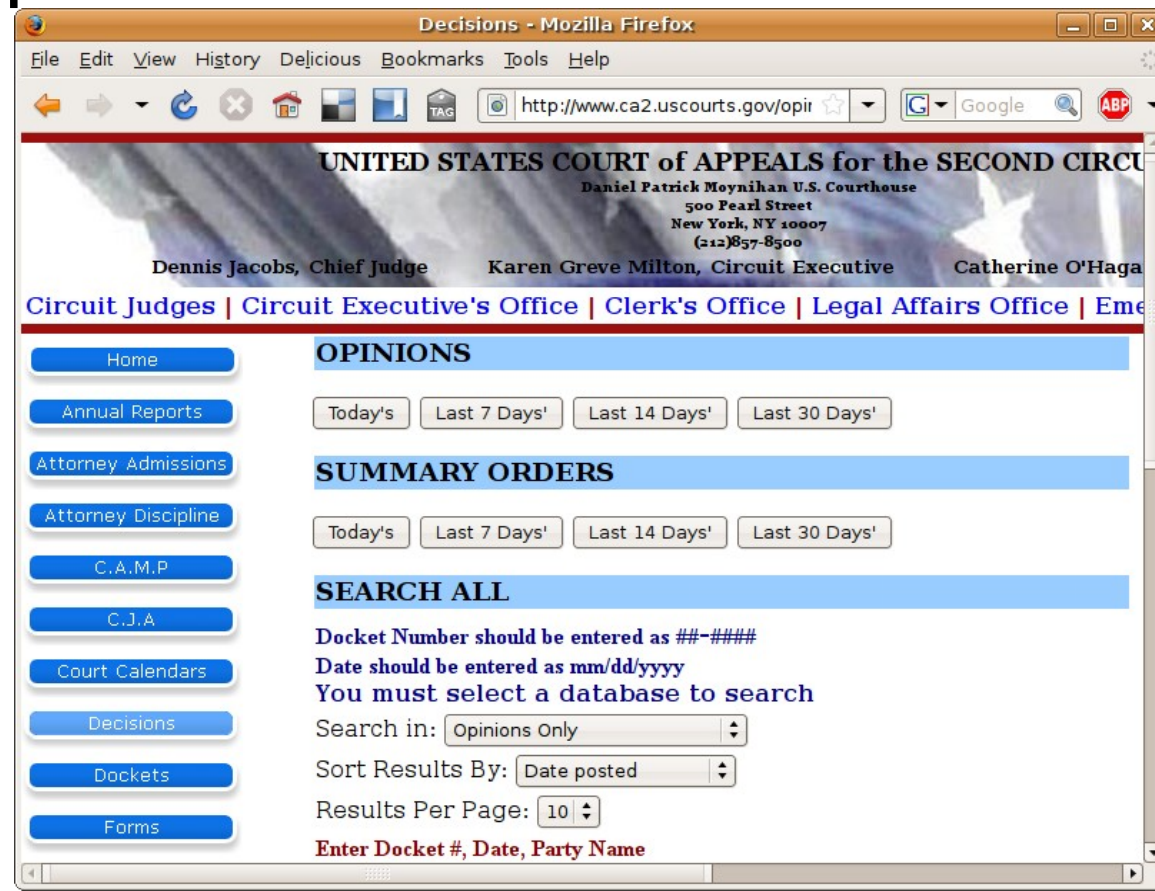 Decisions - Mozilla Firefox
File Edit View History Delicious Bookmarks Tools Help
TAG http://www.ca2.uscourts.gov/opin G Google ABP
UNITED STATES COURT of APPEALS for the SECOND CIRCU
Daniel Patrick Moynihan U.S. Courthouse
500 Pearl Street
New York, NY 10007
(212)857-8500
Dennis Jacobs, Chief Judge Karen Greve Milton, Circuit Executive Catherine O'Haga
Circuit Judges | Circuit Executive's Office | Clerk's Office | Legal Affairs Office | Eme
Home
Annual Reports
Attorney Admissions
Attorney Discipline
C.A.M.P
C.J.A
Court Calendars
Decisions
Dockets
Forms
OPINIONS
Today's Last 7 Days' Last 14 Days' Last 30 Days'
SUMMARY ORDERS
Today's Last 7 Days' Last 14 Days' Last 30 Days'
SEARCH ALL
Docket Number should be entered as ##-####
Date should be entered as mm/dd/yyyy
You must select a database to search
Search in: Opinions Only
Sort Results By: Date posted
Results Per Page: 10
Enter Docket #, Date, Party Name